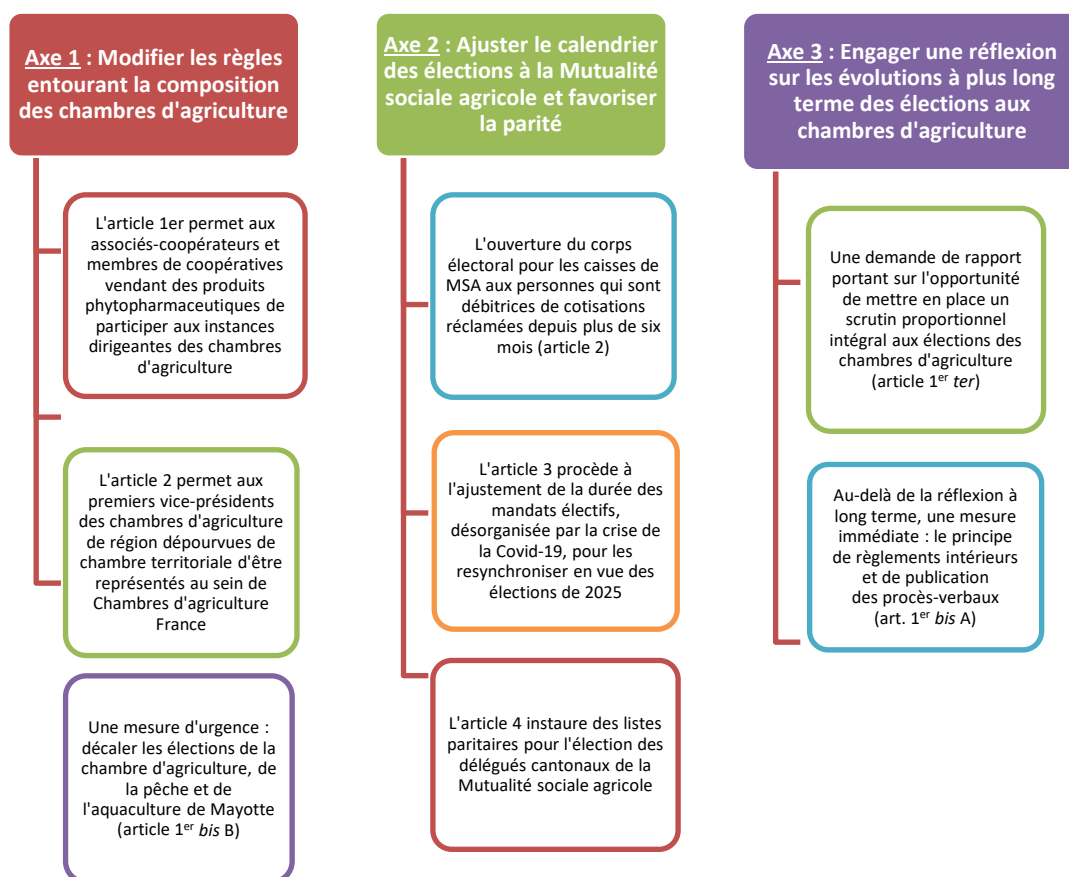 Axe 1 : Modifier les règles
entourant la composition
des chambres d'agriculture
L'article 1er permet aux
associés-coopérateurs et
membres de coopératives
vendant des produits
phytopharmaceutiques de
participer aux instances
dirigeantes des chambres
d'agriculture
L'article 2 permet aux
premiers vice-présidents
des chambres d'agriculture
de région dépourvues de
chambre territoriale d'être
représentés au sein de
Chambres d'agriculture
France
Une mesure d'urgence :
décaler les élections de la
chambre d'agriculture, de
la pêche et de
l'aquaculture de Mayotte
(article 1er bis B)
Axe 2 : Ajuster le calendrier
des élections à la Mutualité
sociale agricole et favoriser
la parité
L'ouverture du corps
électoral pour les caisses de
MSA aux personnes qui sont
débitrices de cotisations
réclamées depuis plus de six
mois (article 2)
L'article 3 procède à
l'ajustement de la durée des
mandats électifs,
désorganisée par la crise de
la Covid-19, pour les
resynchroniser en vue des
élections de 2025
L'article 4 instaure des listes
paritaires pour l'élection des
délégués cantonaux de la
Mutualité sociale agricole
Axe 3 : Engager une réflexion
sur les évolutions à plus long
terme des élections aux
chambres d'agriculture
Une demande de rapport
portant sur l'opportunité
de mettre en place un
scrutin proportionnel
intégral aux élections des
chambres d'agriculture
(article 1er ter)
Au-delà de la réflexion à
long terme, une mesure
immédiate : le principe
de règlements intérieurs
et de publication
des procès-verbaux
(art. 1er bis A)